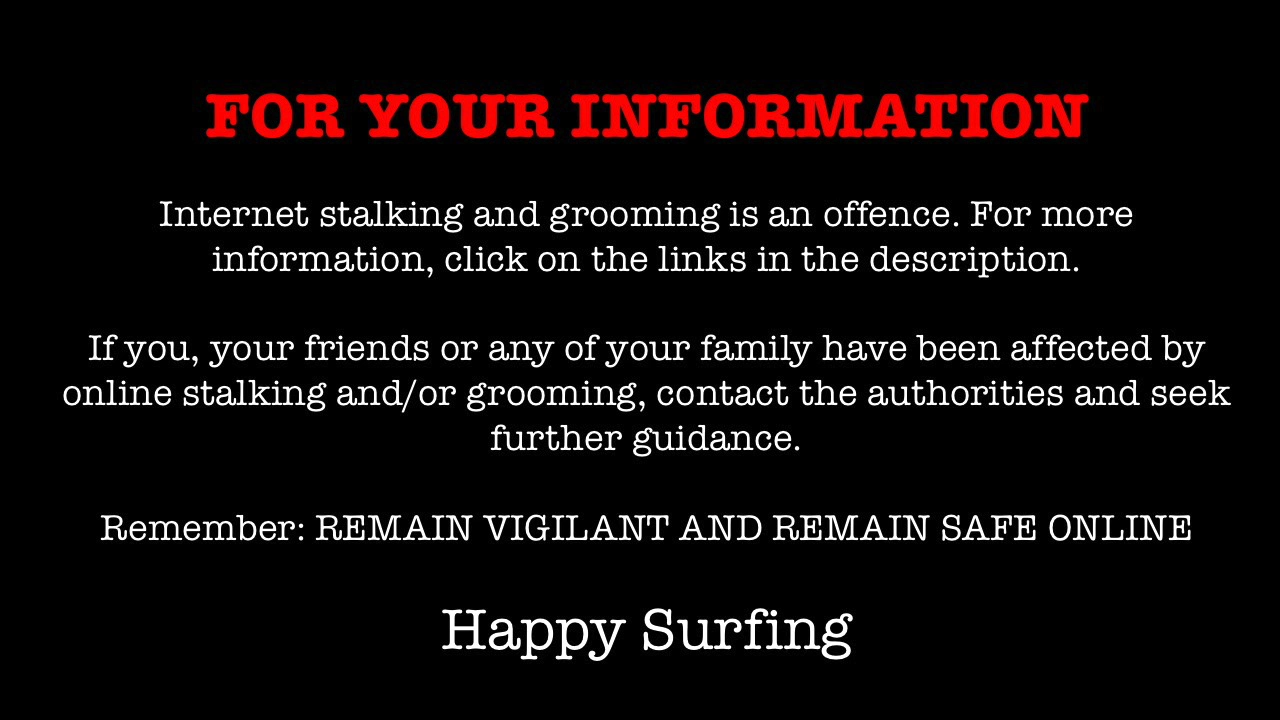 FOR YOUR INFORMATION
Internet stalking and grooming is an offence. For more
information, click on the links in the description.
If you, your friends or any of your family have been affected by
online stalking and/or grooming, contact the authorities and seek
further guidance.
Remember: REMAIN VIGILANT AND REMAIN SAFE ONLINE
Happy Surfing